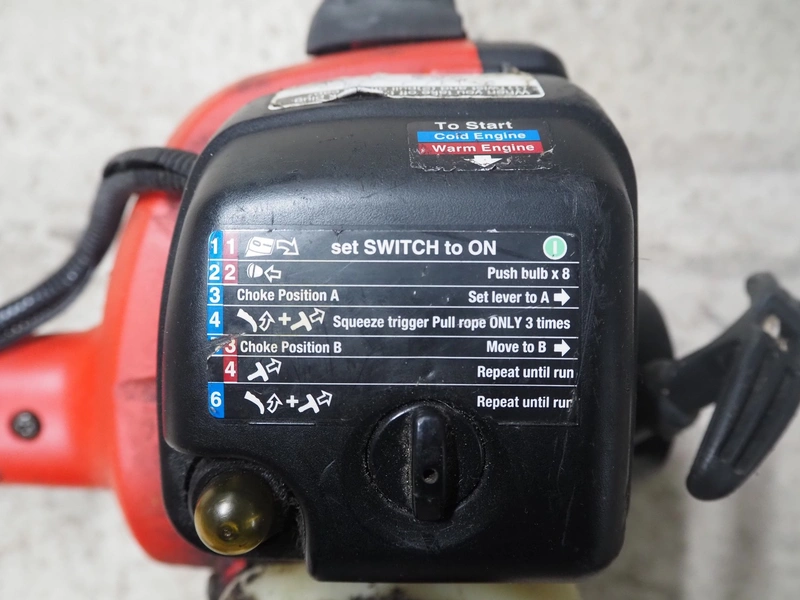 To Start
Cold Engine
Warm Engine
1 1 set SWITCH to ON
2 2 Push bulb x 8
3 Choke Position A Set lever to A
4 Squeeze trigger Pull rope ONLY 3 times
3 Choke Position B Move to B
4 Repeat until run
6 Repeat until run